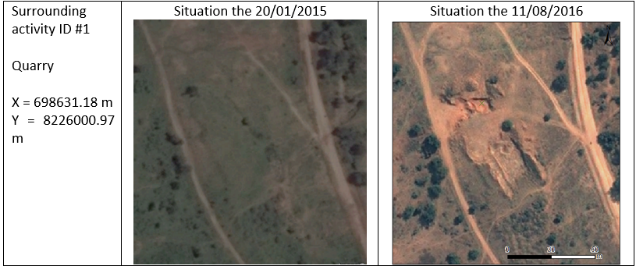 Surrounding
activity ID #1
Quarry
X = 698631.18 m
Y = 8226000.97
m
Situation the 20/01/2015
Situation the 11/08/2016